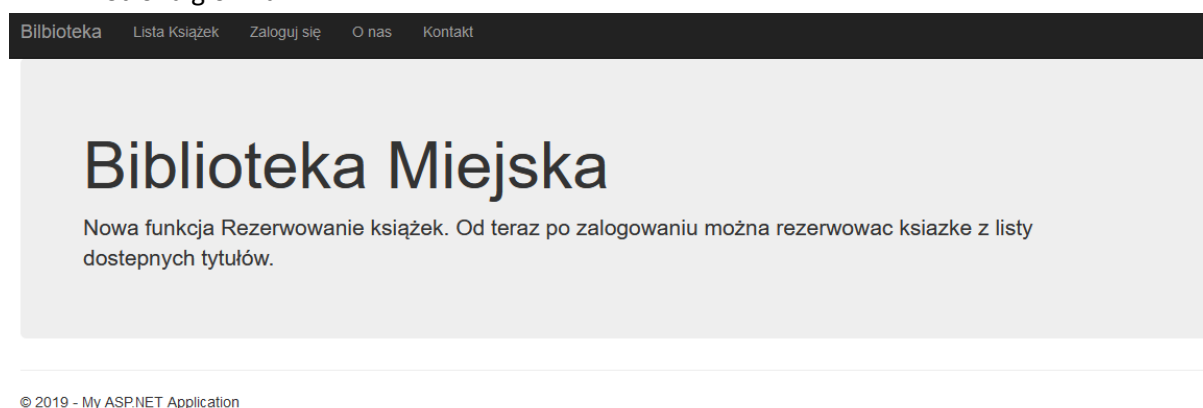 Bilbioteka Lista Książek Zaloguj się O nas Kontakt
Biblioteka Miejska
Nowa funkcja Rezerwowanie książek. Od teraz po zalogowaniu można rezerwowac ksiazke z listy
dostepnych tytułów.
© 2019 - My ASP.NET Application